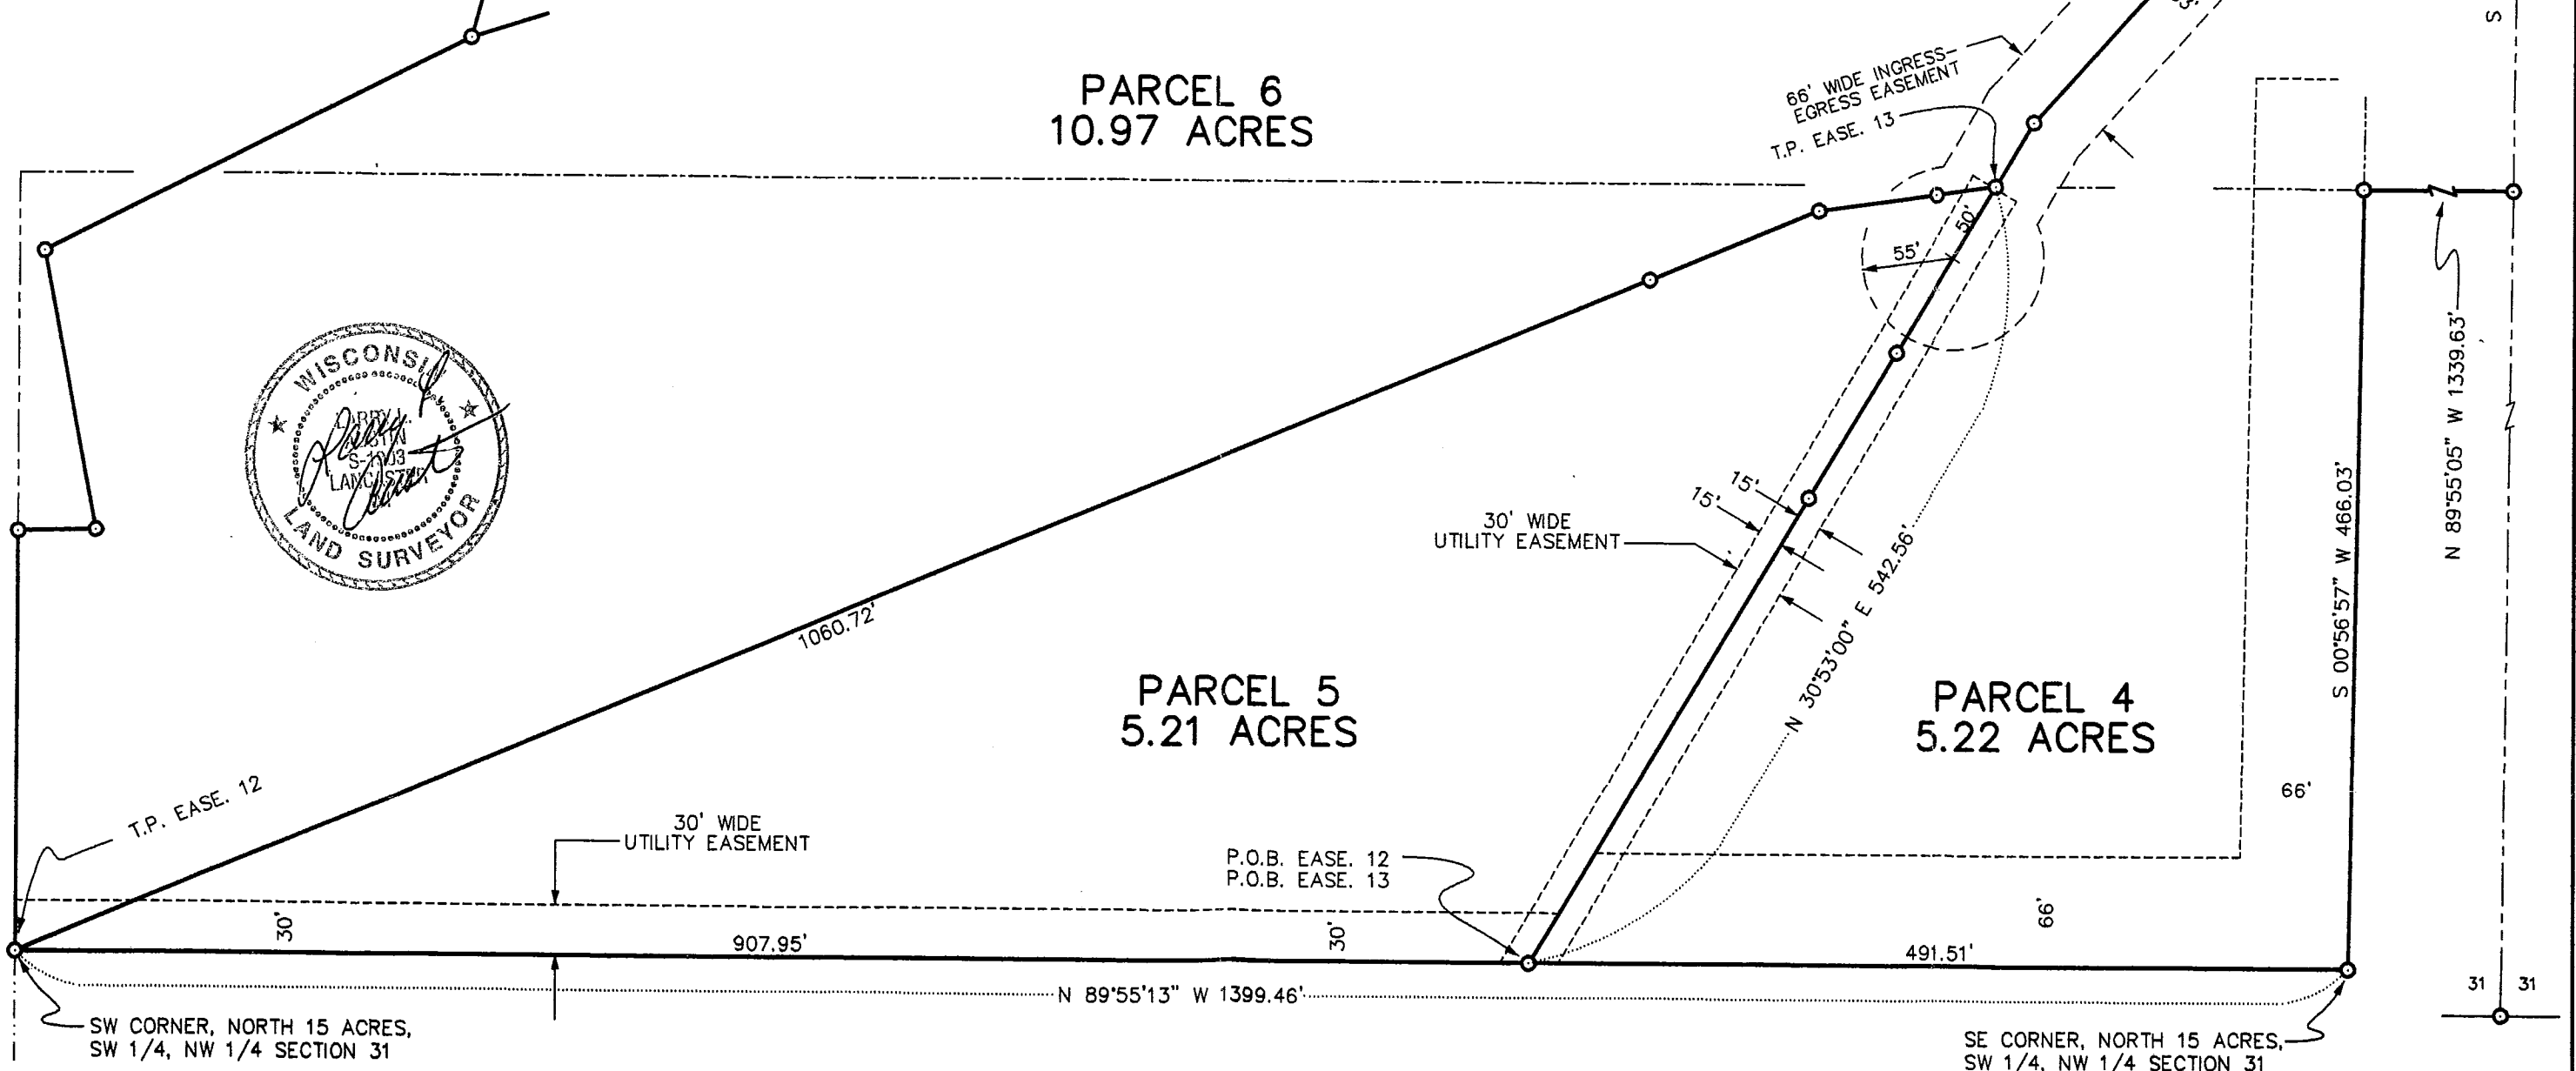 S
PARCEL 6
10.97 ACRES
66' WIDE INGRESS-
EGRESS EASEMENT
T.P. EASE. 13
50'
55'
N 89°55'05" W 1339.63'
S 00°56'57" W 466.03'
WISCONSIN
LARRY L.
AUSTIN
LANCASTER
LAND SURVEYOR
15'
15'
30' WIDE
UTILITY EASEMENT
N 30°53'00" E 542.56'
1060.72'
PARCEL 5
5.21 ACRES
PARCEL 4
5.22 ACRES
66'
T.P. EASE. 12
30' WIDE
UTILITY EASEMENT
P.O.B. EASE. 12
P.O.B. EASE. 13
30'
907.95'
30'
66'
491.51'
N 89°55'13" W 1399.46'
31
31
SW CORNER, NORTH 15 ACRES,
SW 1/4, NW 1/4 SECTION 31
SE CORNER, NORTH 15 ACRES,
SW 1/4, NW 1/4 SECTION 31